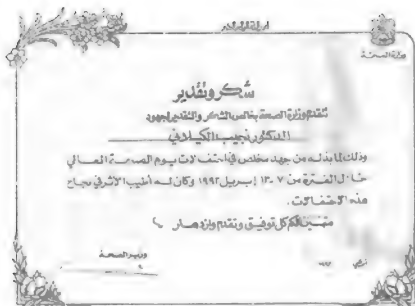 وزارة الصحة
شكر وتقدير
تتقدم وزارة الصحة بخالص الشكر والتقدير لجهود
الدكتور نجيب الكيلاني
وذلك لما بذله من جهد مخلص في احتفالات يوم الصحة العالمي
خلال الفترة من ٧-١٣ إبريل ١٩٩٢ وكان له أطيب الأثر في نجاح
هذه الاحتفالات .
متمنين لكم كل توفيق وتقدم وازدهار
وزير الصحة